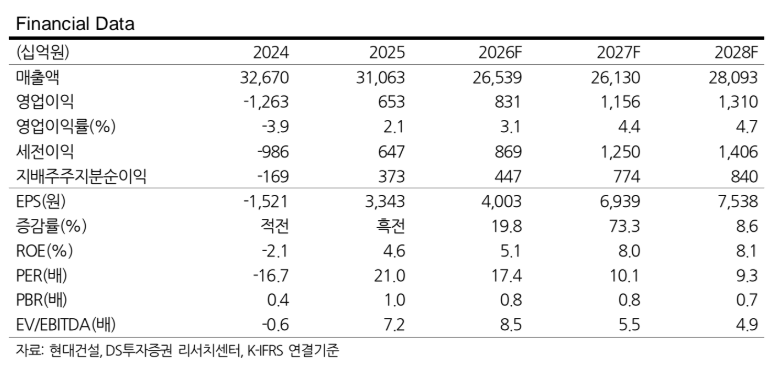 Financial Data
(십억원) 2024 2025 2026F 2027F 2028F
매출액 32,670 31,063 26,539 26,130 28,093
영업이익 -1,263 653 831 1,156 1,310
영업이익률(%) -3.9 2.1 3.1 4.4 4.7
세전이익 -986 647 869 1,250 1,406
지배주주지분순이익 -169 373 447 774 840
EPS(원) -1,521 3,343 4,003 6,939 7,538
증감률(%) 적전 흑전 19.8 73.3 8.6
ROE(%) -2.1 4.6 5.1 8.0 8.1
PER(배) -16.7 21.0 17.4 10.1 9.3
PBR(배) 0.4 1.0 0.8 0.8 0.7
EV/EBITDA(배) -0.6 7.2 8.5 5.5 4.9
자료: 현대건설, DS투자증권 리서치센터, K-IFRS 연결기준